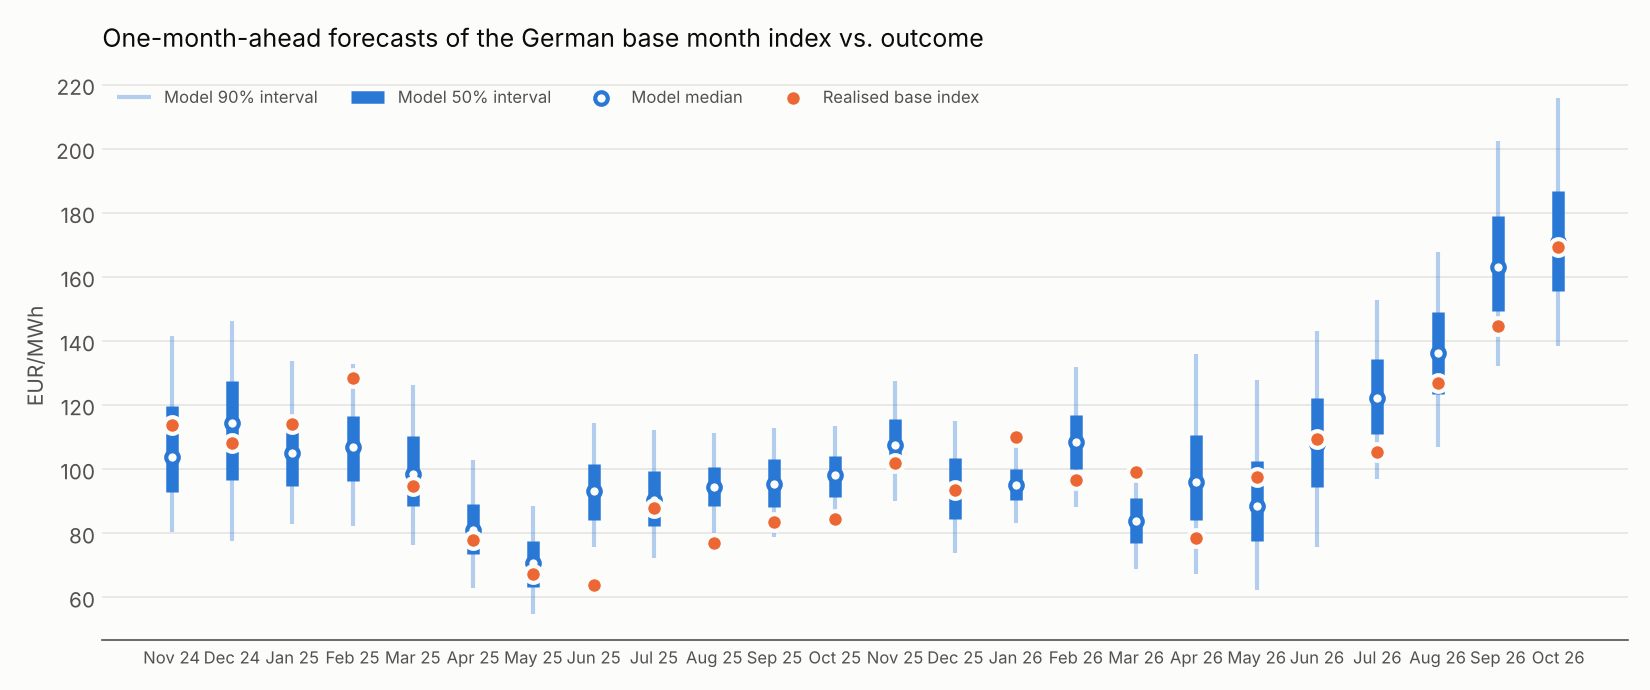 One-month-ahead forecasts of the German base month index vs. outcome
Model 90% interval Model 50% interval Model median Realised base index
220
200
180
160
140
120
100
80
60
EUR/MWh
Nov 24 Dec 24 Jan 25 Feb 25 Mar 25 Apr 25 May 25 Jun 25 Jul 25 Aug 25 Sep 25 Oct 25 Nov 25 Dec 25 Jan 26 Feb 26 Mar 26 Apr 26 May 26 Jun 26 Jul 26 Aug 26 Sep 26 Oct 26